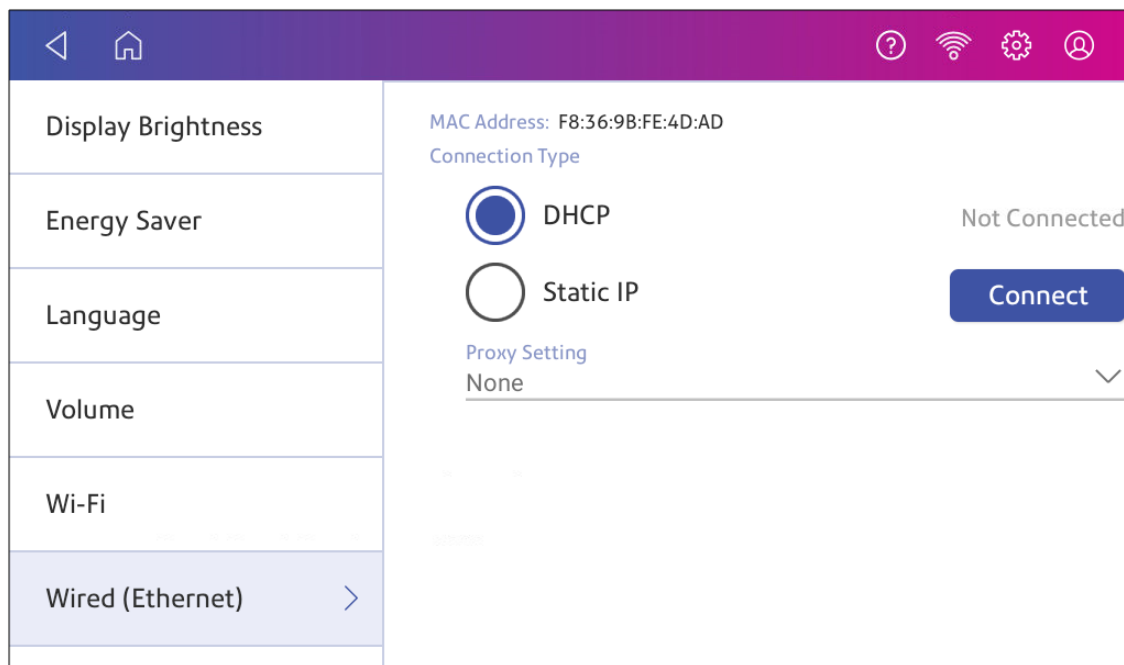 Display Brightness
Energy Saver
Language
Volume
Wi-Fi
Wired (Ethernet)
MAC Address: F8:36:9B:FE:4D:AD
Connection Type
DHCP
Not Connected
Static IP
Connect
Proxy Setting
None